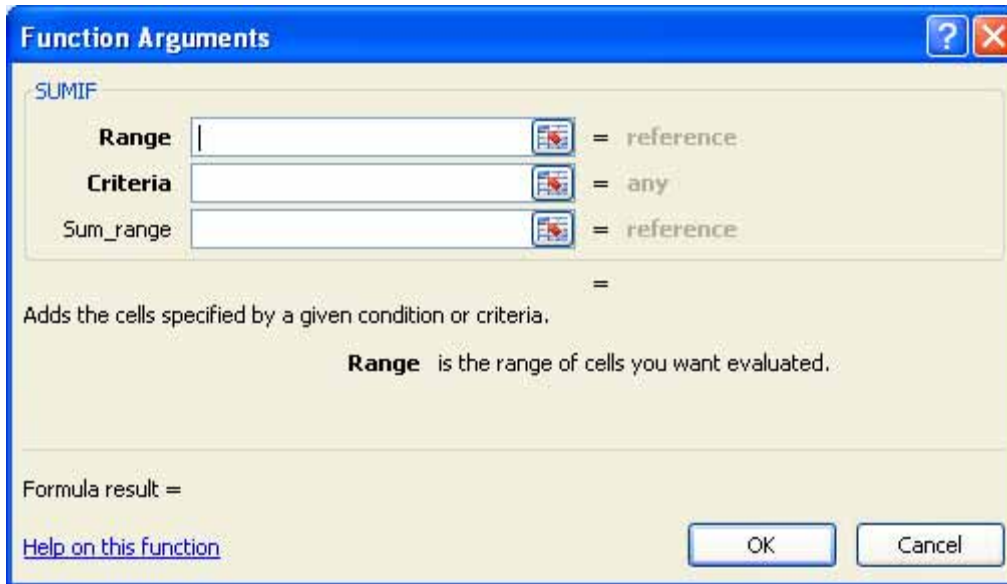 Function Arguments
SUMIF
Range = reference
Criteria = any
Sum_range = reference
=
Adds the cells specified by a given condition or criteria.
Range is the range of cells you want evaluated.
Formula result =
Help on this function
OK Cancel